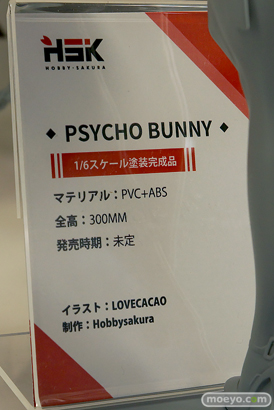 HSK
HOBBY-SAKURA
PSYCHO BUNNY
1/6スケール塗装完成品
マテリアル：PVC+ABS
全高：300MM
発売時期：未定
イラスト：LOVECACAO
制作：Hobbysakura
moeyo.com